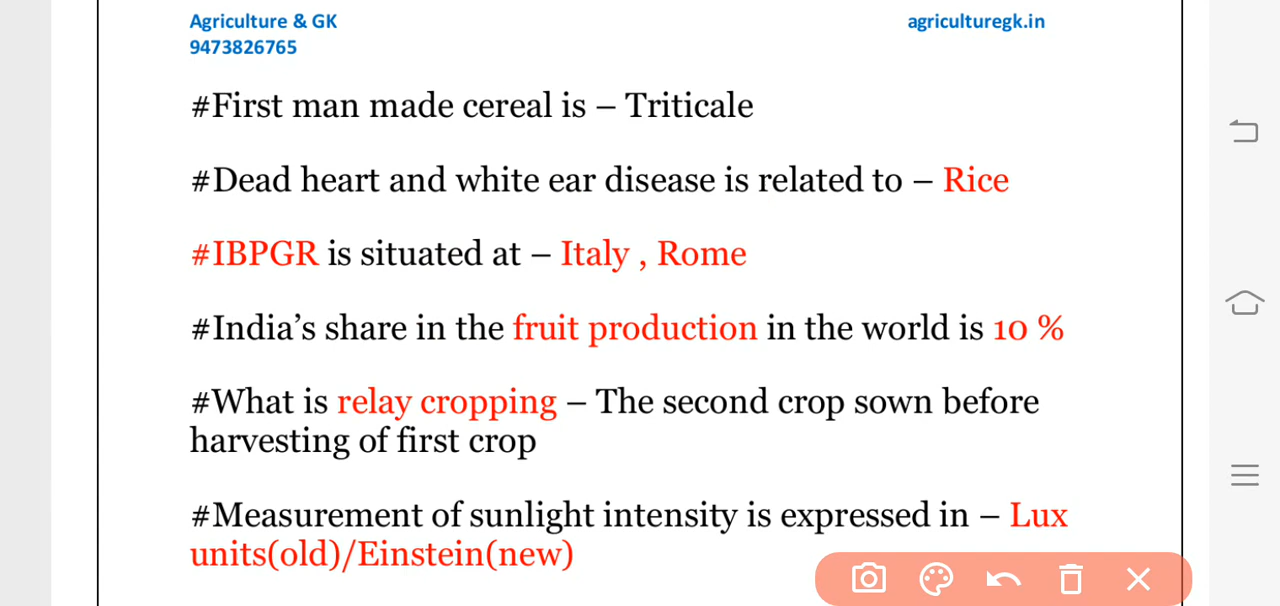 Agriculture & GK
agriculturegk.in
9473826765
#First man made cereal is – Triticale
#Dead heart and white ear disease is related to – Rice
#IBPGR is situated at – Italy , Rome
#India’s share in the fruit production in the world is 10 %
#What is relay cropping – The second crop sown before
harvesting of first crop
#Measurement of sunlight intensity is expressed in – Lux
units(old)/Einstein(new)